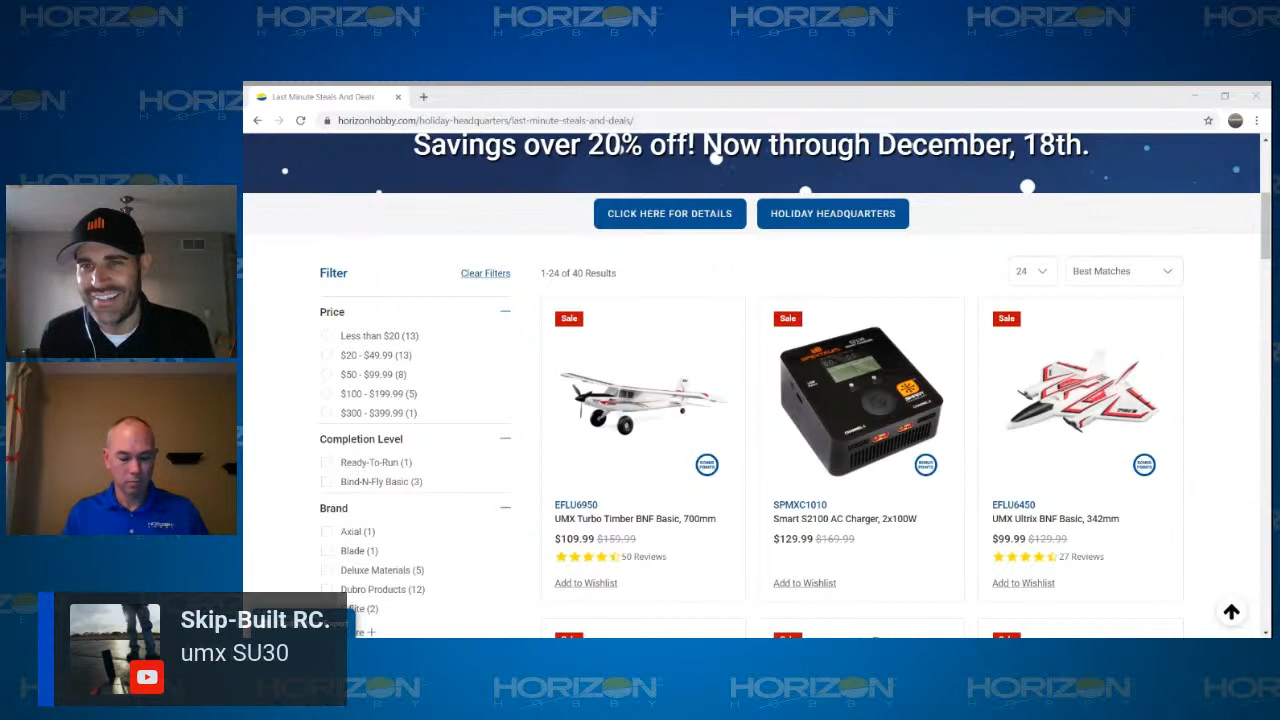 HORIZON
HOBBY
Last Minute Steals And Deals
horizonhobby.com/holiday-headquarters/last-minute-steals-and-deals/
Savings over 20% off! Now through December, 18th.
CLICK HERE FOR DETAILS
HOLIDAY HEADQUARTERS
Filter
Clear Filters
1-24 of 40 Results
24
Best Matches
Price
Less than $20 (13)
$20 - $49.99 (13)
$50 - $99.99 (8)
$100 - $199.99 (5)
$300 - $399.99 (1)
Completion Level
Ready-To-Run (1)
Bind-N-Fly Basic (3)
Brand
Axial (1)
Blade (1)
Deluxe Materials (5)
Dubro Products (12)
Sale
BONUS POINTS
EFLU6950
UMX Turbo Timber BNF Basic, 700mm
$109.99 $159.99
50 Reviews
Add to Wishlist
Sale
BONUS POINTS
SPMXC1010
Smart S2100 AC Charger, 2x100W
$129.99 $169.99
Add to Wishlist
Sale
BONUS POINTS
EFLU6450
UMX Ultrix BNF Basic, 342mm
$99.99 $129.99
27 Reviews
Add to Wishlist
Skip-Built RC.
umx SU30